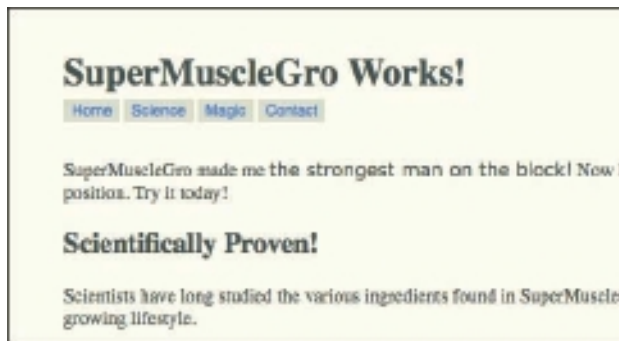 SuperMuscleGro Works!
Home Science Magic Contact
SuperMuscleGro made me the strongest man on the block! Now
position. Try it today!
Scientifically Proven!
Scientists have long studied the various ingredients found in SuperMuscle
growing lifestyle.